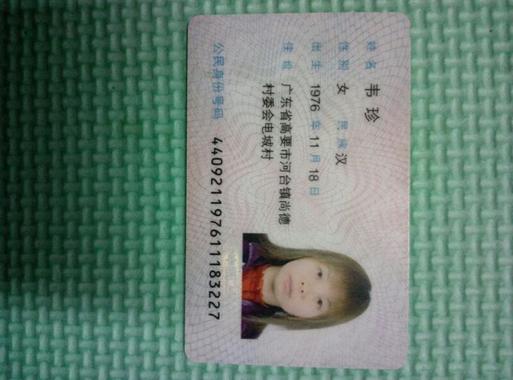 姓名 韦珍
性别 女 民族 汉
出生 1976 年 11 月 18 日
住址 广东省高要市河台镇尚德
村委会电城村
公民身份号码 440921197611183227